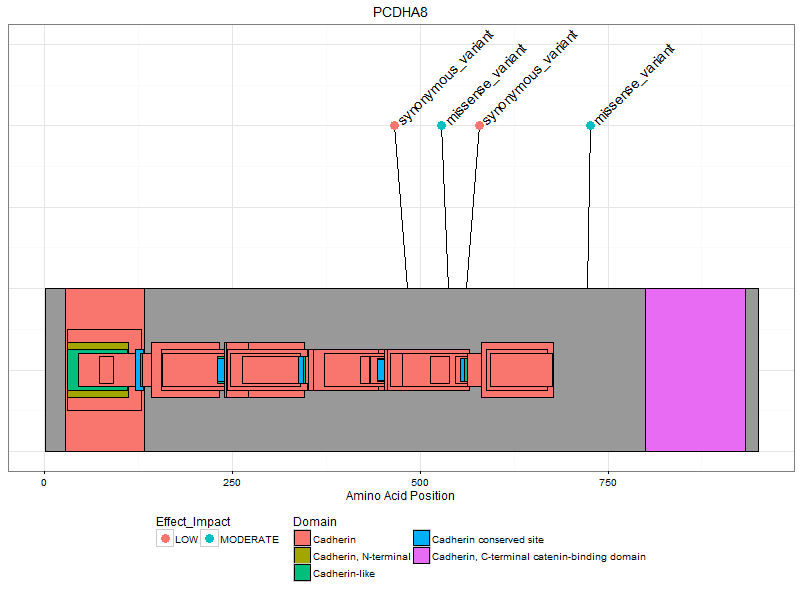 PCDHA8
synonymous_variant
missense_variant
synonymous_variant
missense_variant
0 250 500 750
Amino Acid Position
Effect_Impact
LOW MODERATE
Domain
Cadherin
Cadherin, N-terminal
Cadherin-like
Cadherin conserved site
Cadherin, C-terminal catenin-binding domain